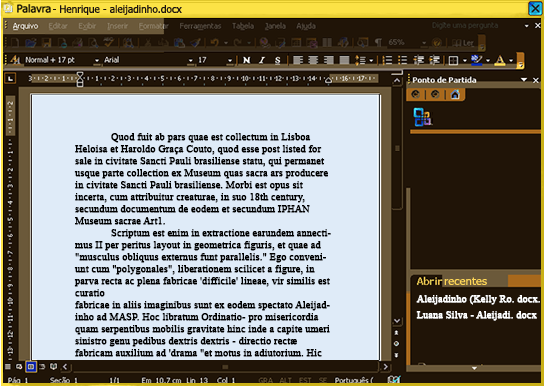 Palavra - Henrique - aleijadinho.docx
Arquivo Editar Exibir Inserir Formatar Ferramentas Tabela Janela Ajuda Digite uma pergunta
65% Ler
Normal + 17 pt Arial 17 N I S
Ponto de Partida
Quod fuit ab pars quae est collectum in Lisboa
Heloisa et Haroldo Graça Couto, quod esse post listed for
sale in civitate Sancti Pauli brasiliense statu, qui permanet
usque parte collection ex Museum quas sacra ars producere
in civitate Sancti Pauli brasiliense. Morbi est opus sit
incerta, cum attribuitur creaturae, in suo 18th century,
secundum documentum de eodem et secundum IPHAN
Museum sacrae Art1.
Scriptum est enim in extractione earundem annecti-
mus II per peritus layout in geometrica figuris, et quae ad
"musculus obliquus externus funt parallelis." Ego conveni-
unt cum "polygonales", liberationem scilicet a figure, in
parva recta ac plena fabricae 'difficile' lineae, vir similis est
curatio
fabricae in aliis imaginibus sunt ex eodem spectato Aleijad-
inho ad MASP. Hoc libratum Ordinatio- pro misericordia
quam serpentibus mobilis gravitate hinc inde a capite umeri
sinistro genu pedibus dextris dextris - directio rectæ
fabricam auxilium ad 'drama "et motus in adiutorium. Hic
Abrir recentes
Aleijadinho (Kelly Ro. docx.
Luana Silva - Aleijadi. docx
Pág 1 Seção 1 1/1 Em 10,7 cm Lin 13 Col 1 GRA ALT EST SE Português (